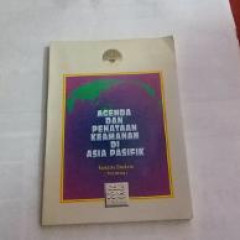 AGENDA
DAN
PENATAAN
KEAMANAN
DI
ASIA PASIFIK